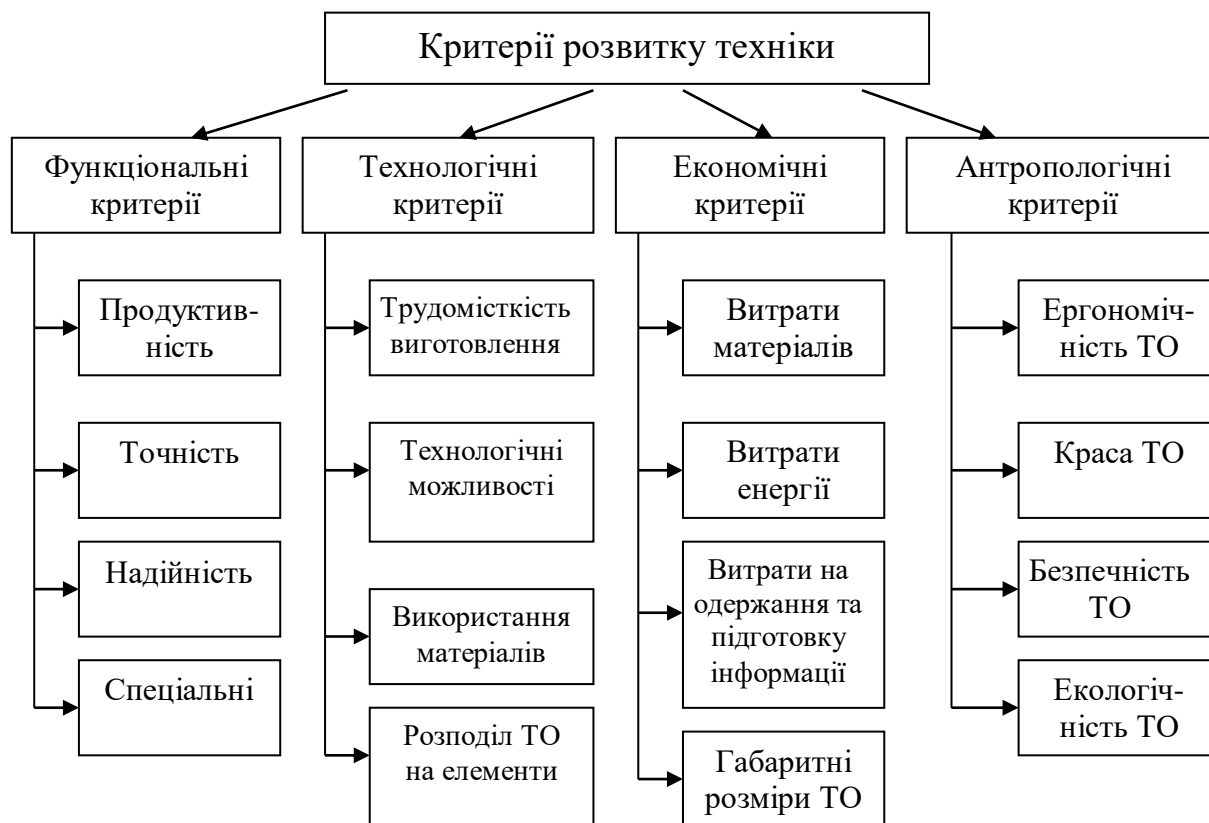 Критерії розвитку техніки
Функціональні
критерії
Технологічні
критерії
Економічні
критерії
Антропологічні
критерії
Продуктив-
ність
Точність
Надійність
Спеціальні
Трудомісткість
виготовлення
Технологічні
можливості
Використання
матеріалів
Розподіл ТО
на елементи
Витрати
матеріалів
Витрати
енергії
Витрати на
одержання та
підготовку
інформації
Габаритні
розміри ТО
Ергономіч-
ність ТО
Краса ТО
Безпечність
ТО
Екологіч-
ність ТО